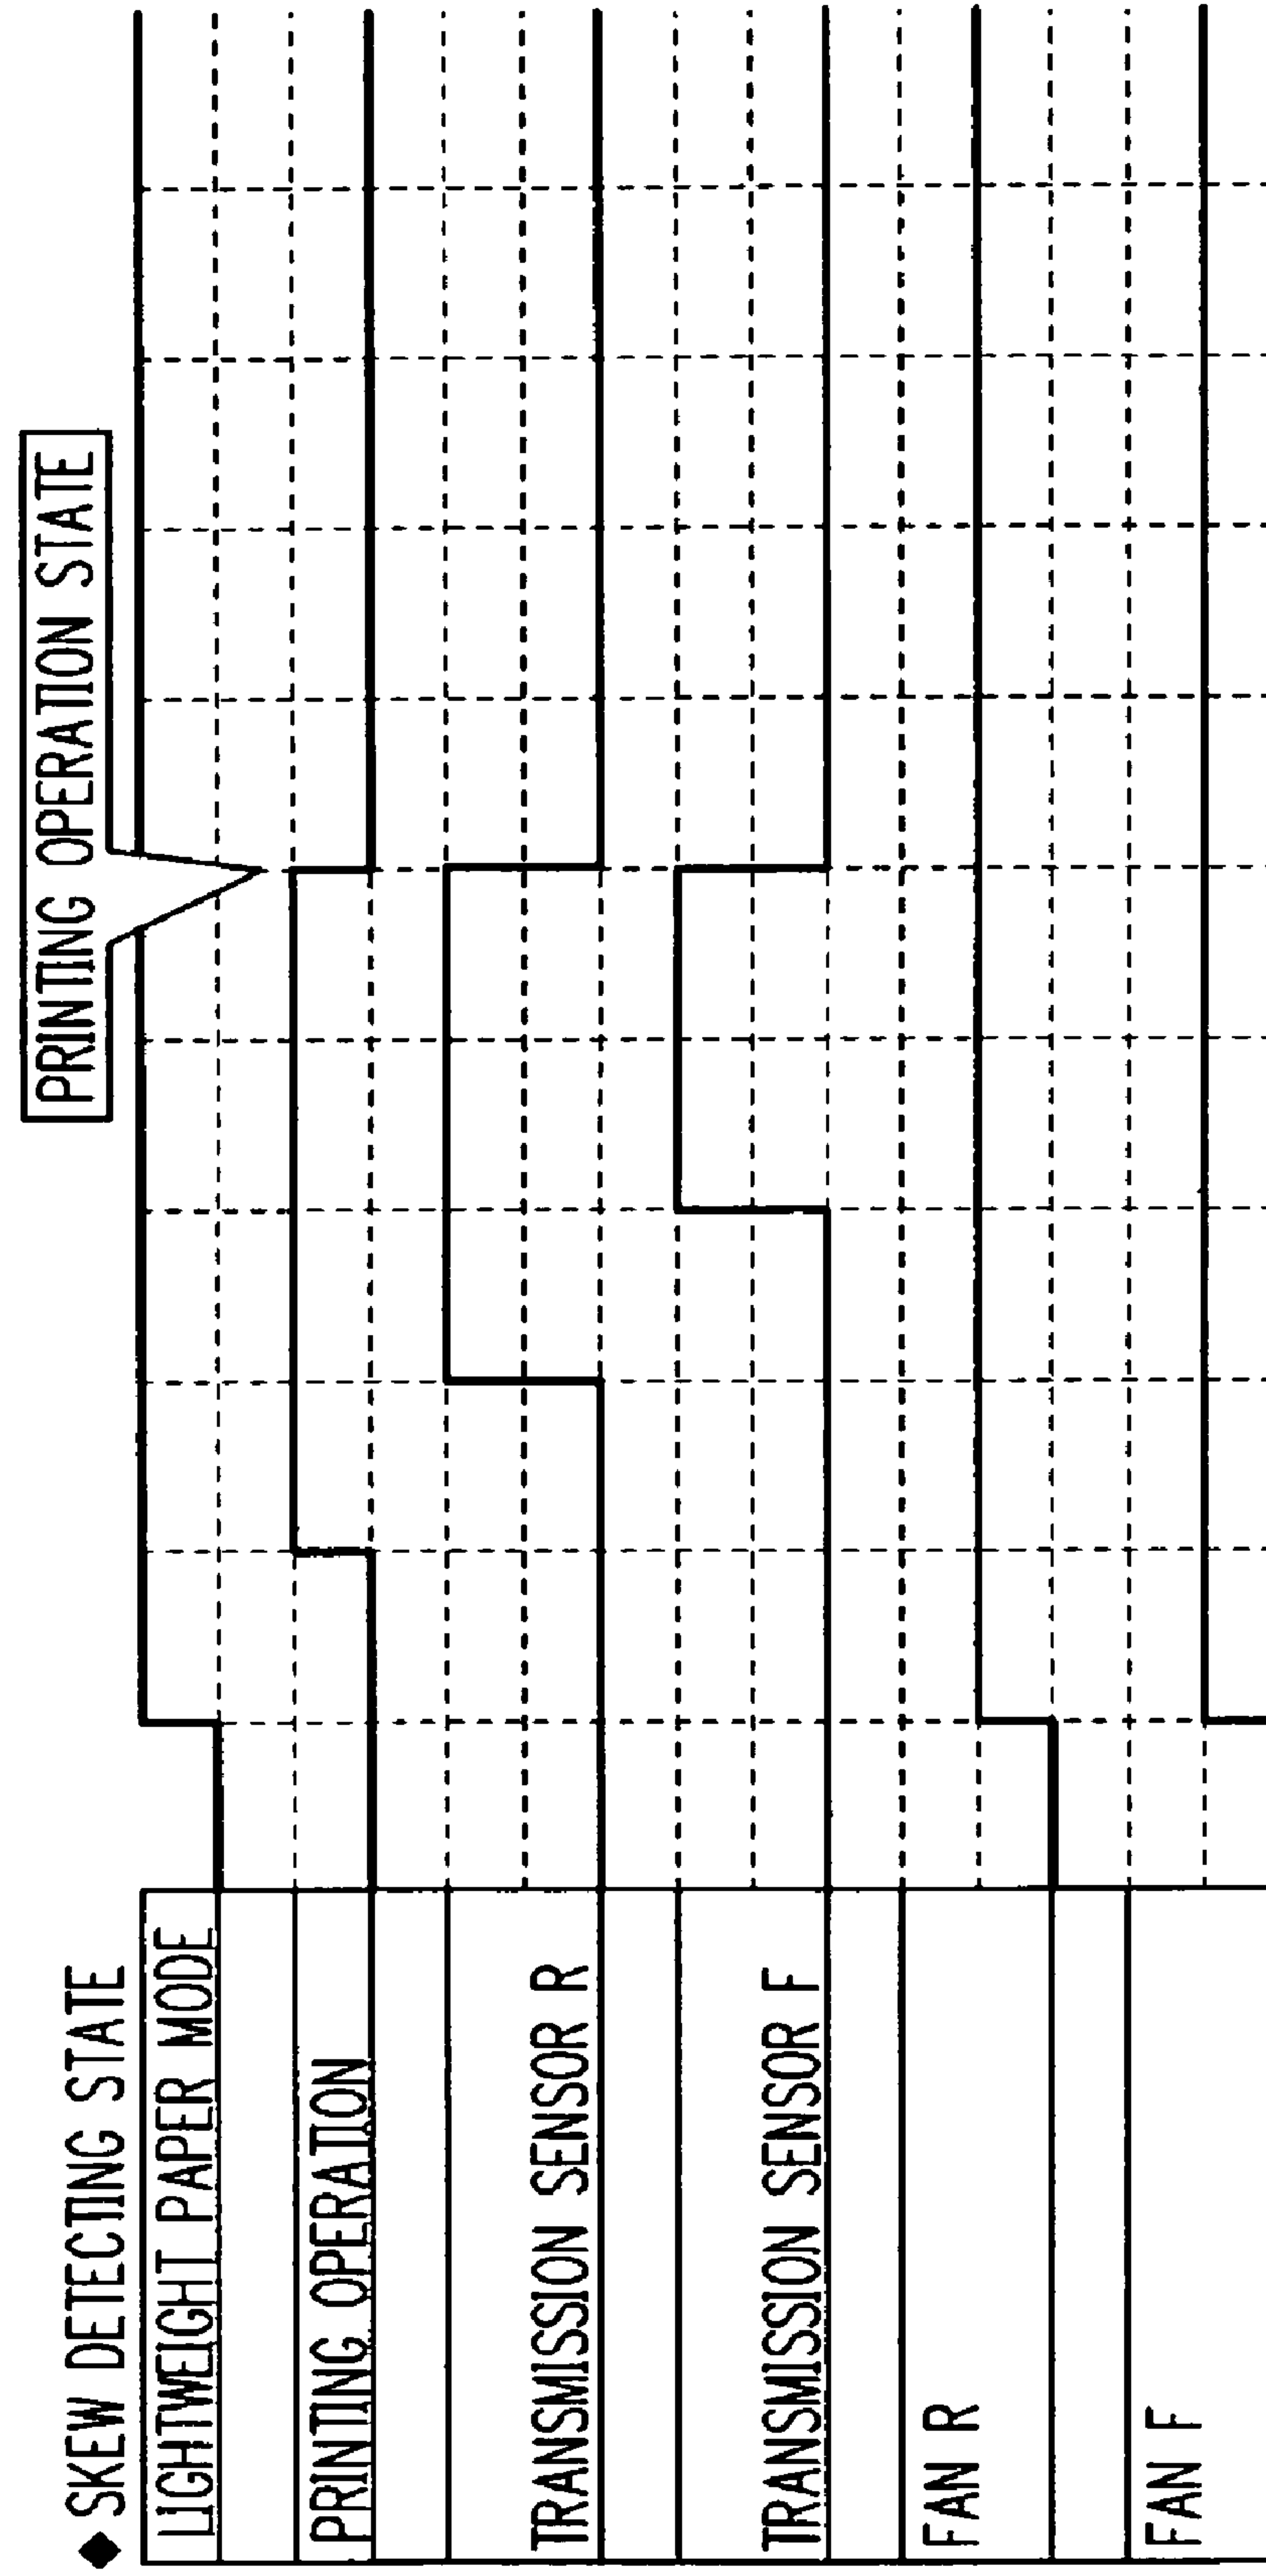 ◆ SKEW DETECTING STATE
PRINTING OPERATION STATE
LIGHTWEIGHT PAPER MODE
PRINTING OPERATION
TRANSMISSION SENSOR R
TRANSMISSION SENSOR F
FAN R
FAN F